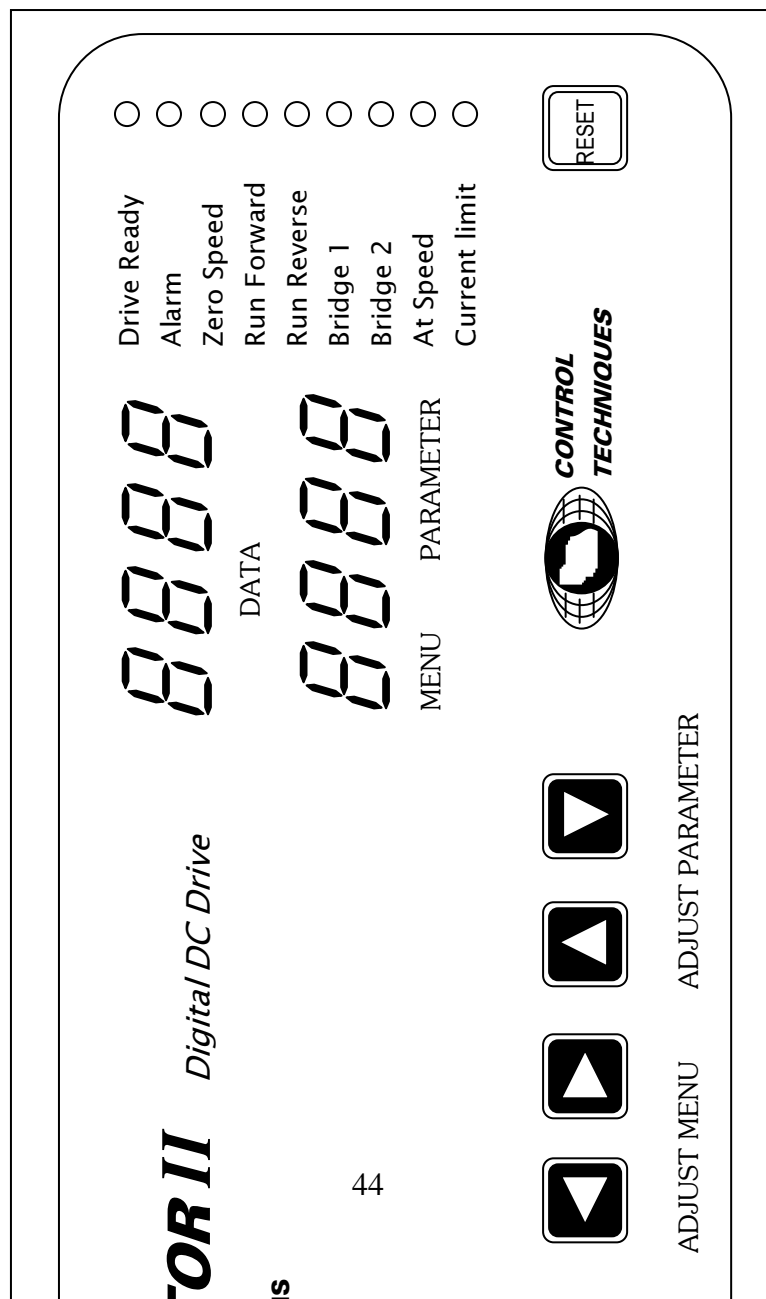 TOR II Digital DC Drive
Drive Ready
Alarm
Zero Speed
Run Forward
Run Reverse
Bridge 1
Bridge 2
At Speed
Current limit
DATA
MENU PARAMETER
CONTROL
TECHNIQUES
RESET
ADJUST MENU ADJUST PARAMETER
44